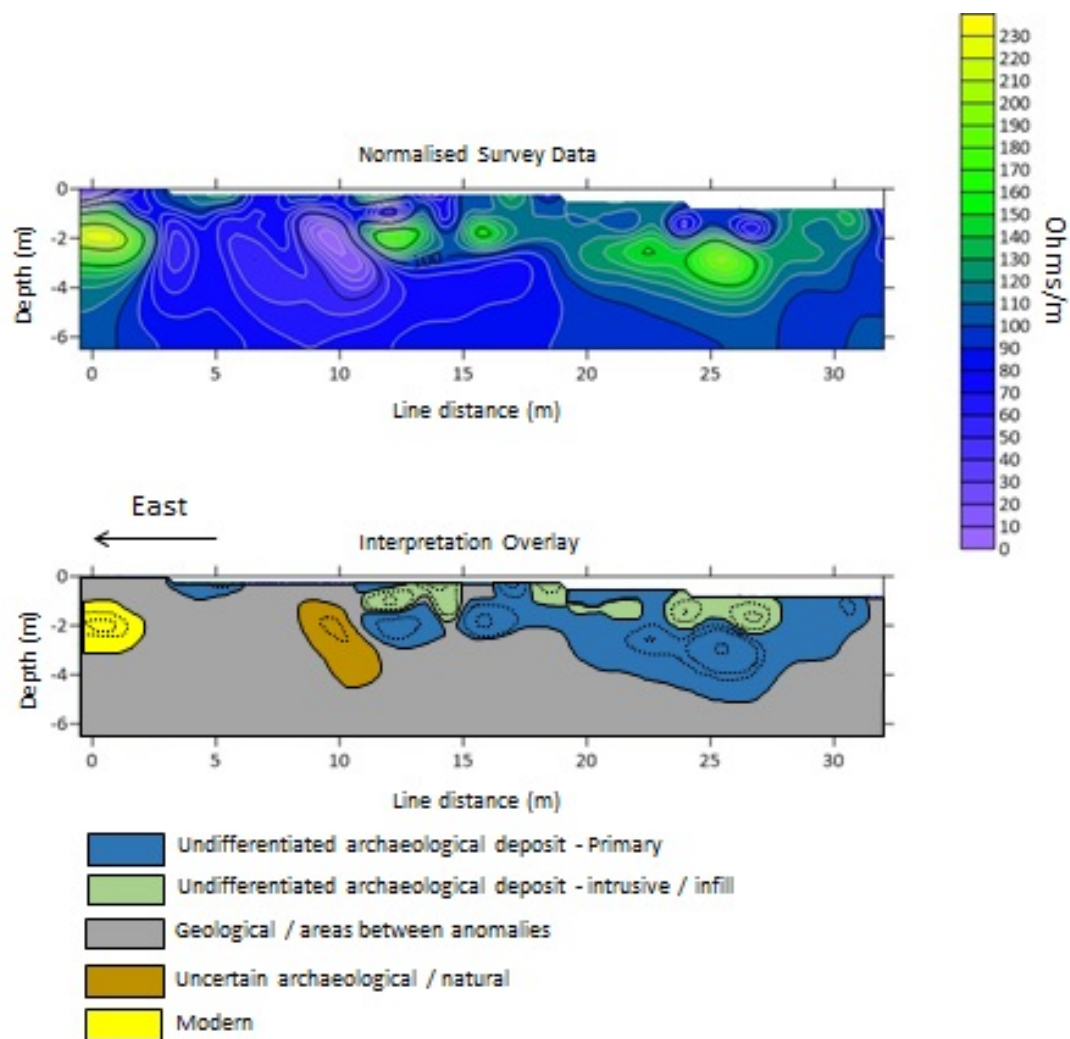 Normalised Survey Data
0
-2
-4
-6
Depth (m)
100
0 5 10 15 20 25 30
Line distance (m)
230
220
210
200
190
180
170
160
150
140
130
120
110
100
90
80
70
60
50
40
30
20
10
0
Ohms/m
East
Interpretation Overlay
0
-2
-4
-6
Depth (m)
0 5 10 15 20 25 30
Line distance (m)
Undifferentiated archaeological deposit - Primary
Undifferentiated archaeological deposit - intrusive / infill
Geological / areas between anomalies
Uncertain archaeological / natural
Modern